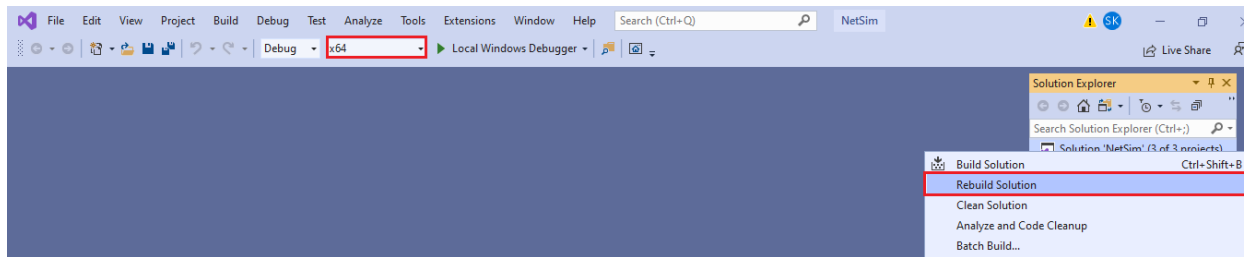 File Edit View Project Build Debug Test Analyze Tools Extensions Window Help Search (Ctrl+Q) NetSim SK
Debug x64 Local Windows Debugger Live Share
Solution Explorer
Search Solution Explorer (Ctrl+;)
Solution 'NetSim' (3 of 3 projects)
Build Solution Ctrl+Shift+B
Rebuild Solution
Clean Solution
Analyze and Code Cleanup
Batch Build...